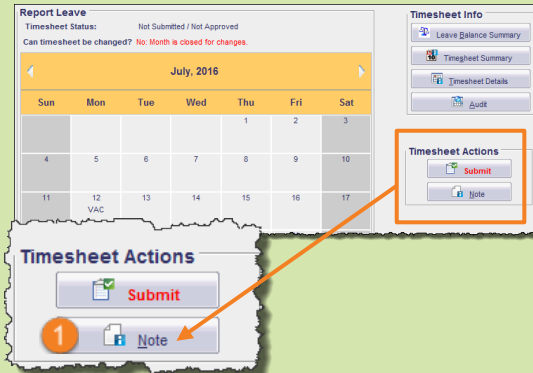 Report Leave
Timesheet Status: Not Submitted / Not Approved
Can timesheet be changed? No: Month is closed for changes.
July, 2016
Sun Mon Tue Wed Thu Fri Sat
1 2 3
4 5 6 7 8 9 10
11 12 13 14 15 16 17
VAC
Timesheet Info
Leave Balance Summary
Timesheet Summary
Timesheet Details
Audit
Timesheet Actions
Submit
Note
Timesheet Actions
Submit
1 Note